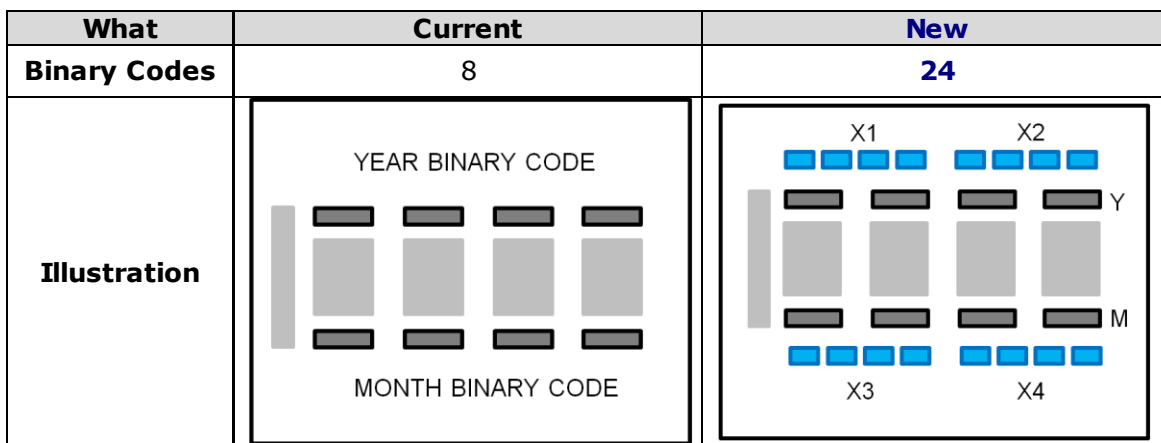 What Current New
Binary Codes 8 24
Illustration
YEAR BINARY CODE
MONTH BINARY CODE
X1 X2
Y
M
X3 X4